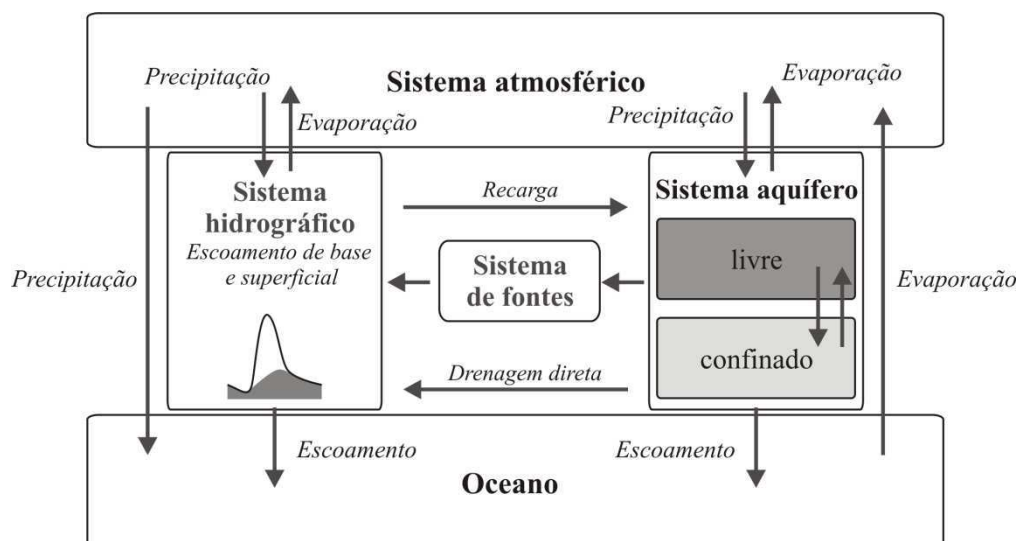 Precipitação
Sistema atmosférico
Evaporação
Evaporação
Precipitação
Sistema
hidrográfico
Escoamento de base
e superficial
Recarga
Sistema aquífero
livre
Precipitação
Sistema
de fontes
Evaporação
confinado
Drenagem direta
Escoamento
Escoamento
Oceano